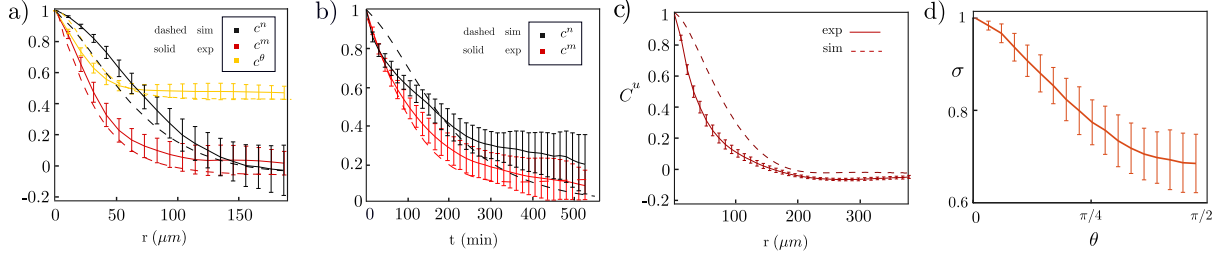 a)
1
0.8
0.6
0.4
0.2
0
-0.2
0
50
100
150
r (μm)
dashed sim
solid exp
c^n
c^m
c^θ
b)
1
0.8
0.6
0.4
0.2
0
0
100
200
300
400
500
t (min)
dashed sim
solid exp
c^n
c^m
c)
C^u
1
0.8
0.6
0.4
0.2
0
-0.2
100
200
300
r (μm)
exp
sim
d)
σ
1
0.8
0.6
0
π/4
π/2
θ